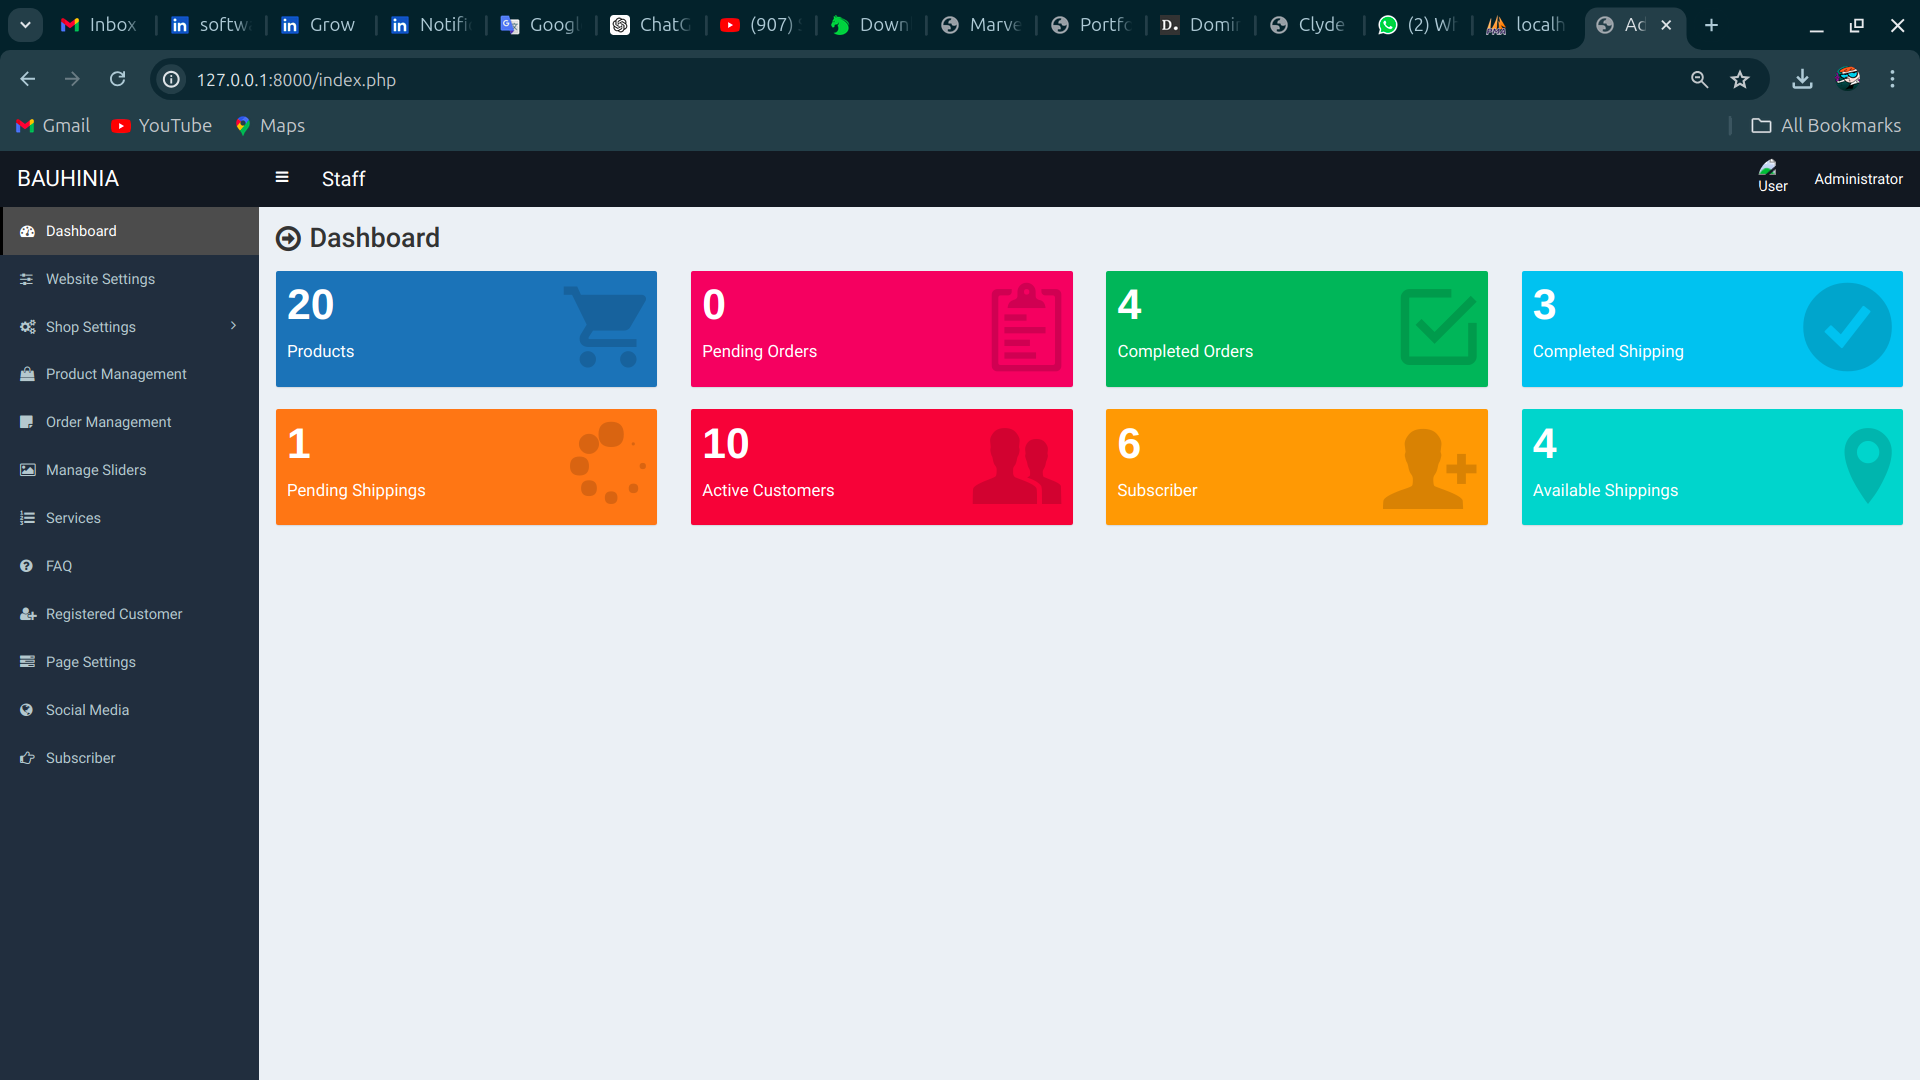 Inbox
softw
Grow
Notifi
Googl
ChatG
(907)
Down
Marve
Portfo
D. Domin
Clyde
(2) Wh
localh
Ad
127.0.0.1:8000/index.php
Gmail YouTube Maps All Bookmarks
BAUHINIA Staff User Administrator
Dashboard
Website Settings
Shop Settings
Product Management
Order Management
Manage Sliders
Services
FAQ
Registered Customer
Page Settings
Social Media
Subscriber
Dashboard
20
Products
0
Pending Orders
4
Completed Orders
3
Completed Shipping
1
Pending Shippings
10
Active Customers
6
Subscriber
4
Available Shippings